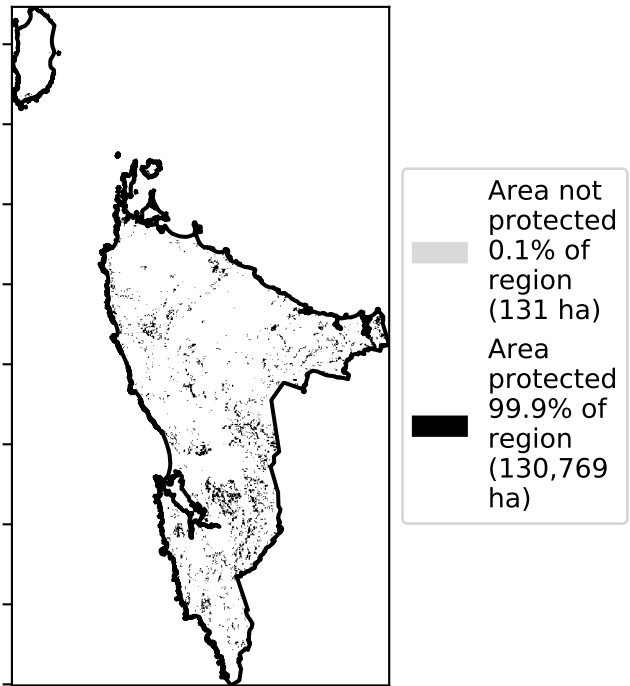 Area not
protected
0.1% of
region
(131 ha)
Area
protected
99.9% of
region
(130,769
ha)